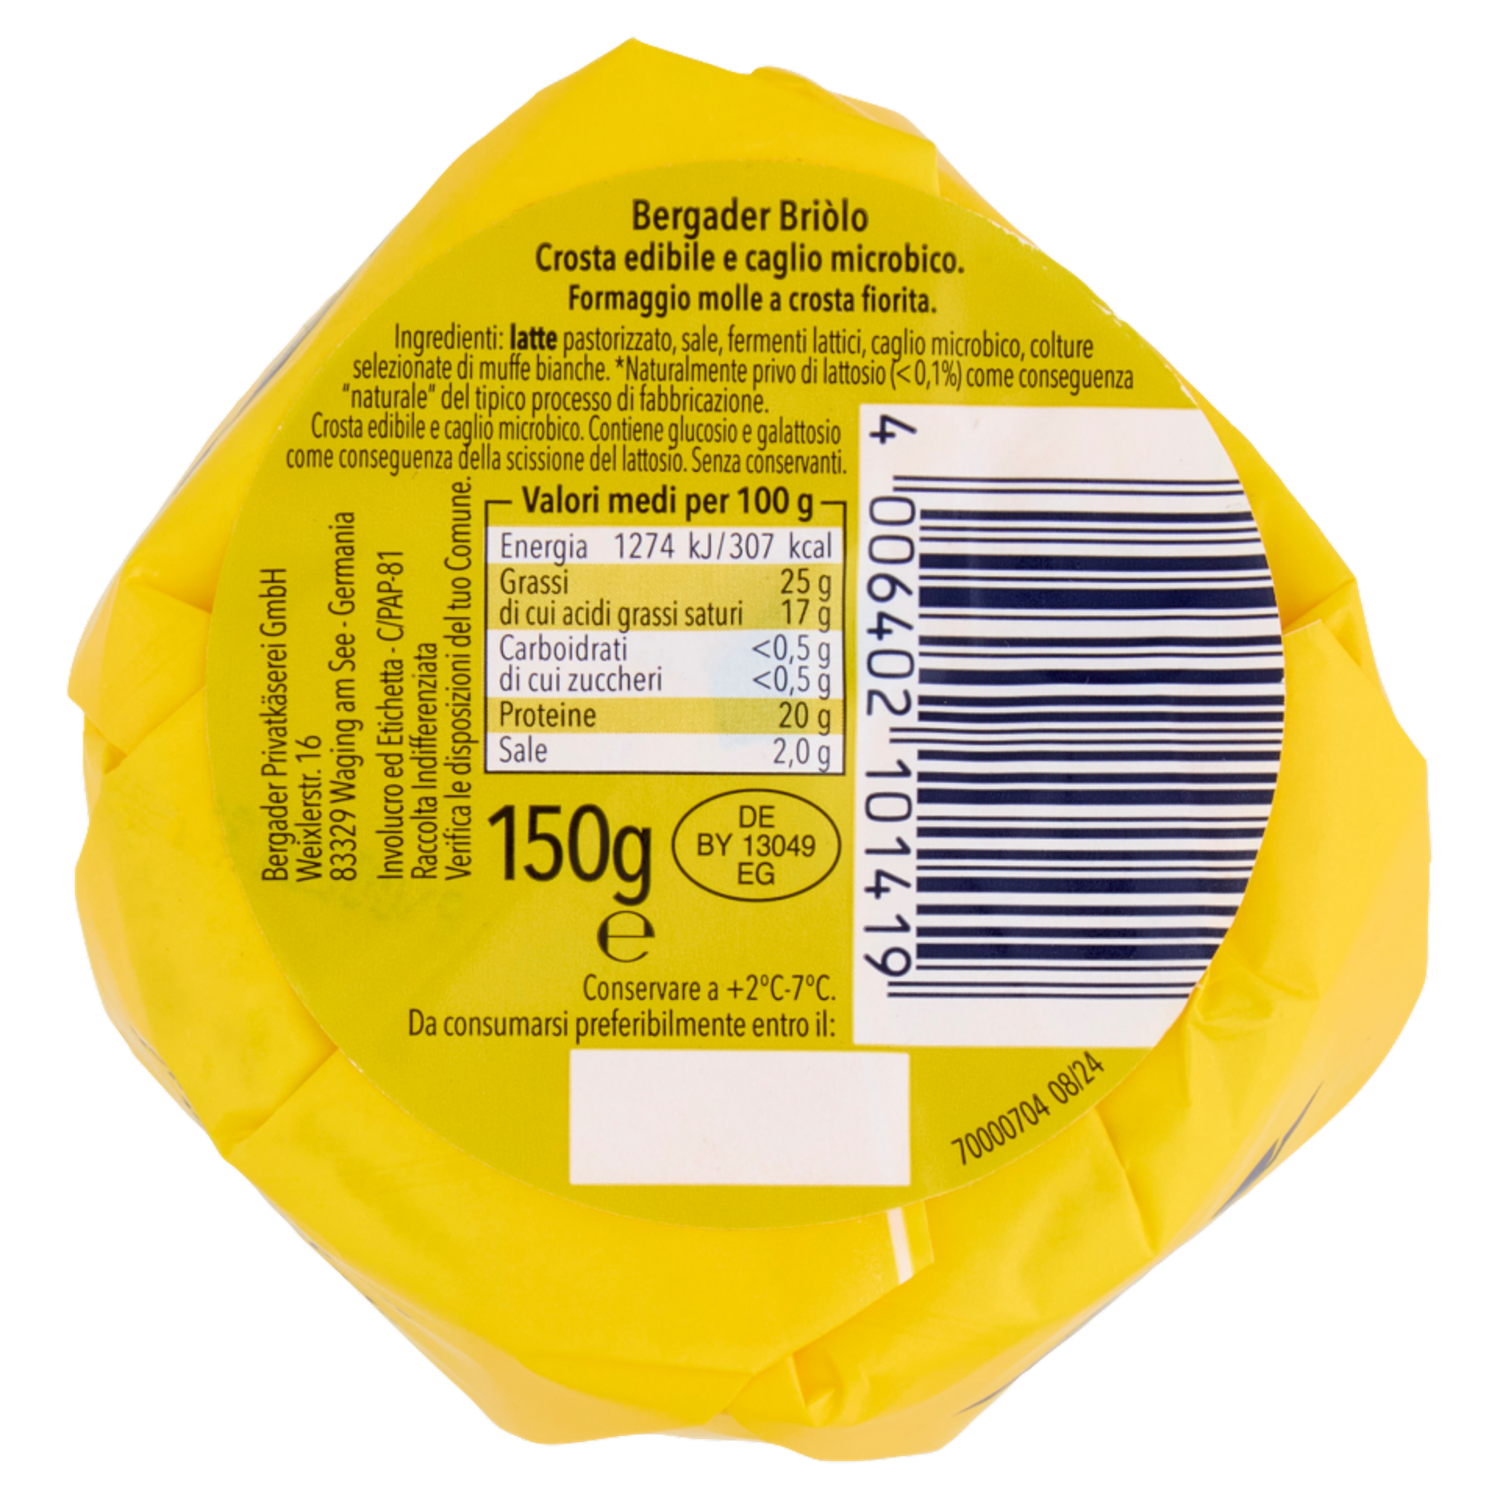 Bergader Briòlo
Crosta edibile e caglio microbico.
Formaggio molle a crosta fiorita.
Ingredienti: latte pastorizzato, sale, fermenti lattici, caglio microbico, colture
selezionate di muffe bianche. *Naturalmente privo di lattosio (<0,1%) come conseguenza
"naturale" del tipico processo di fabbricazione.
Crosta edibile e caglio microbico. Contiene glucosio e galattosio
come conseguenza della scissione del lattosio. Senza conservanti.
Bergader Privatkäserei GmbH
Weixlerstr. 16
83329 Waging am See - Germania
Involucro ed Etichetta - C/PAP-81
Raccolta Indifferenziata
Verifica le disposizioni del tuo Comune.
Valori medi per 100 g
Energia 1274 kJ/307 kcal
Grassi 25 g
di cui acidi grassi saturi 17 g
Carboidrati <0,5 g
di cui zuccheri <0,5 g
Proteine 20 g
Sale 2,0 g
150g
e
DE
BY 13049
EG
4 006402 101419
Conservare a +2°C-7°C.
Da consumarsi preferibilmente entro il:
70000704 08/24